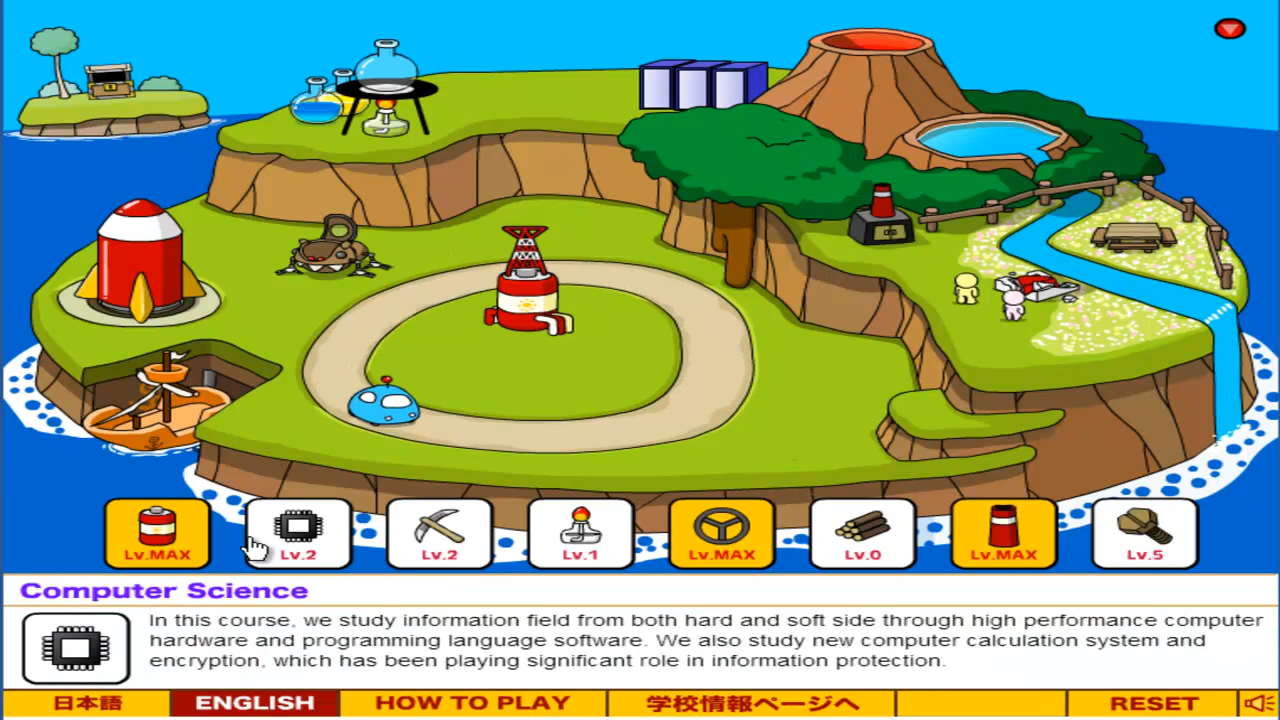 Lv.MAX
Lv.2
Lv.2
Lv.1
Lv.MAX
Lv.0
Lv.MAX
Lv.5
Computer Science
In this course, we study information field from both hard and soft side through high performance computer
hardware and programming language software. We also study new computer calculation system and
encryption, which has been playing significant role in information protection.
日本語 ENGLISH HOW TO PLAY 学校情報ページへ RESET